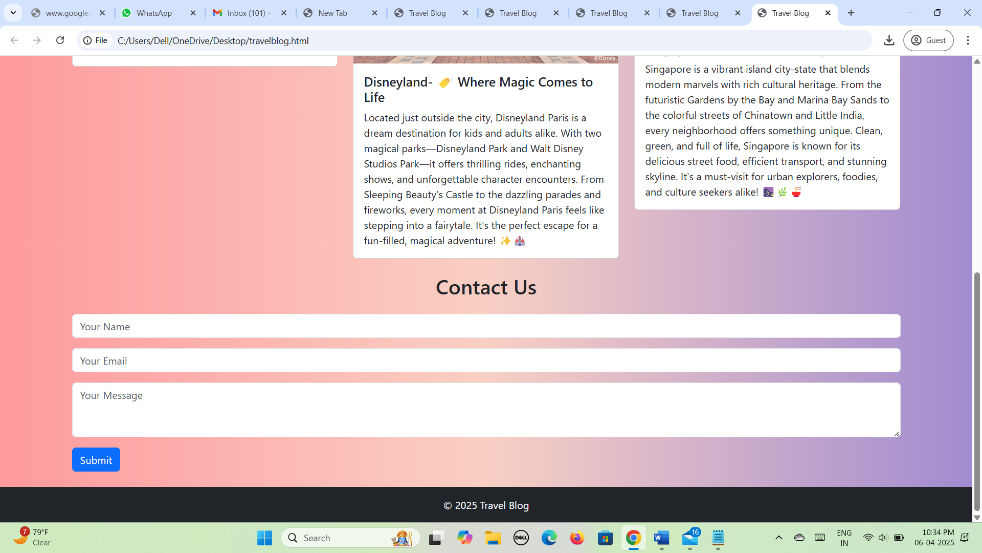 www.google.
WhatsApp
Inbox (101) -
New Tab
Travel Blog
Travel Blog
Travel Blog
Travel Blog
Travel Blog
File
C:/Users/Dell/OneDrive/Desktop/travelblog.html
Guest
©Disney
Disneyland- 🎫 Where Magic Comes to
Life
Located just outside the city, Disneyland Paris is a
dream destination for kids and adults alike. With two
magical parks—Disneyland Park and Walt Disney
Studios Park—it offers thrilling rides, enchanting
shows, and unforgettable character encounters. From
Sleeping Beauty's Castle to the dazzling parades and
fireworks, every moment at Disneyland Paris feels like
stepping into a fairytale. It's the perfect escape for a
fun-filled, magical adventure! ✨ 🏰
Singapore is a vibrant island city-state that blends
modern marvels with rich cultural heritage. From the
futuristic Gardens by the Bay and Marina Bay Sands to
the colorful streets of Chinatown and Little India,
every neighborhood offers something unique. Clean,
green, and full of life, Singapore is known for its
delicious street food, efficient transport, and stunning
skyline. It's a must-visit for urban explorers, foodies,
and culture seekers alike! 🎆 🌿 🍜
Contact Us
Your Name
Your Email
Your Message
Submit
© 2025 Travel Blog
7
79°F
Clear
Search
DELL
16
ENG
IN
10:34 PM
06-04-2025